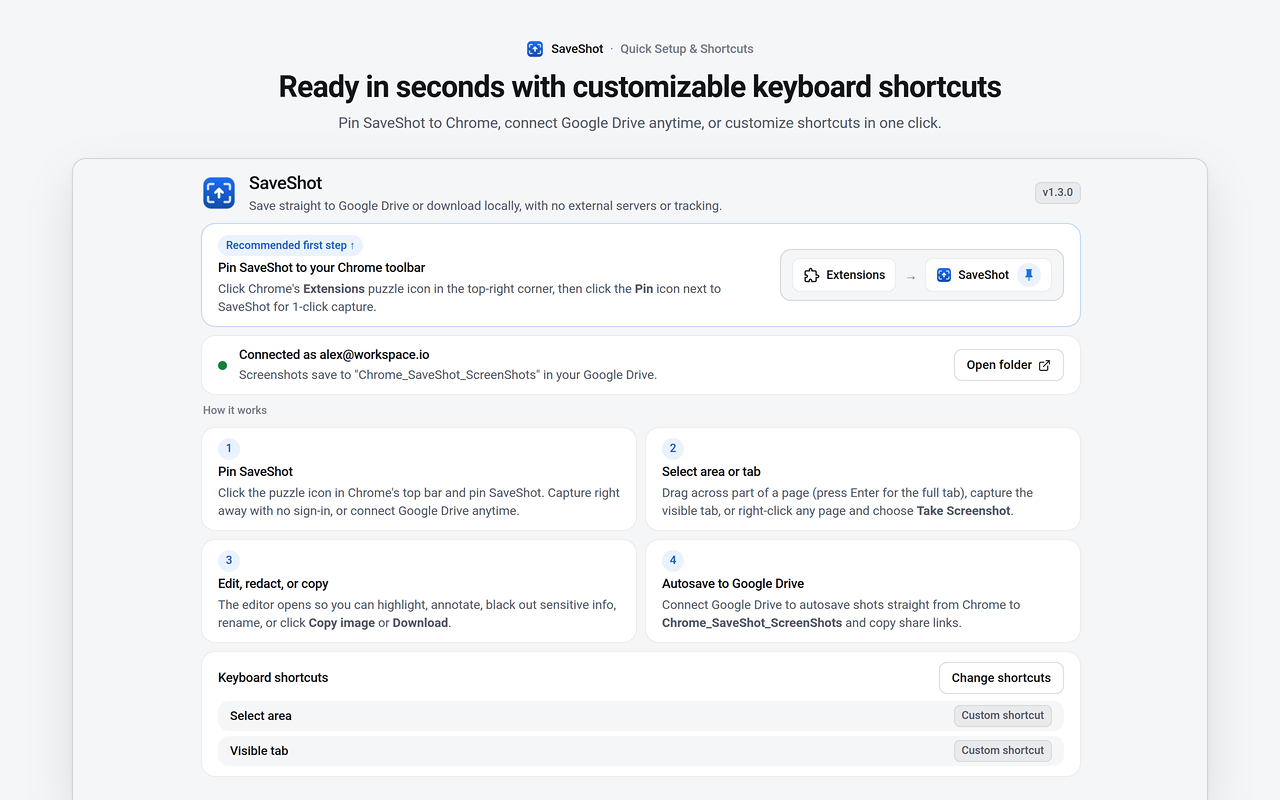 SaveShot · Quick Setup & Shortcuts
Ready in seconds with customizable keyboard shortcuts
Pin SaveShot to Chrome, connect Google Drive anytime, or customize shortcuts in one click.
SaveShot
Save straight to Google Drive or download locally, with no external servers or tracking.
v1.3.0
Recommended first step ↑
Pin SaveShot to your Chrome toolbar
Click Chrome's Extensions puzzle icon in the top-right corner, then click the Pin icon next to
SaveShot for 1-click capture.
Extensions → SaveShot
Connected as alex@workspace.io
Screenshots save to "Chrome_SaveShot_ScreenShots" in your Google Drive.
Open folder
How it works
1
Pin SaveShot
Click the puzzle icon in Chrome's top bar and pin SaveShot. Capture right
away with no sign-in, or connect Google Drive anytime.
2
Select area or tab
Drag across part of a page (press Enter for the full tab), capture the
visible tab, or right-click any page and choose Take Screenshot.
3
Edit, redact, or copy
The editor opens so you can highlight, annotate, black out sensitive info,
rename, or click Copy image or Download.
4
Autosave to Google Drive
Connect Google Drive to autosave shots straight from Chrome to
Chrome_SaveShot_ScreenShots and copy share links.
Keyboard shortcuts
Change shortcuts
Select area
Custom shortcut
Visible tab
Custom shortcut